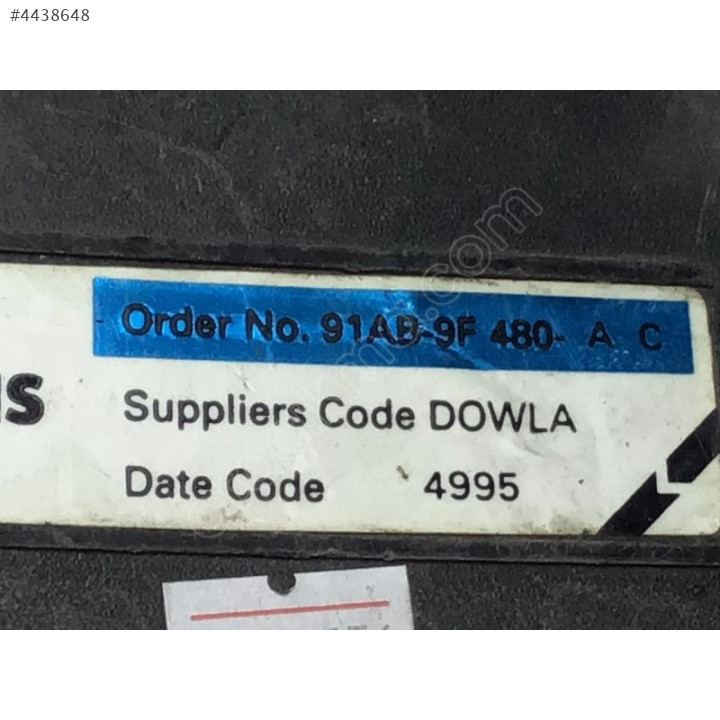 #4438648
Order No. 91AB-9F 480- A C
Suppliers Code DOWLA
Date Code 4995